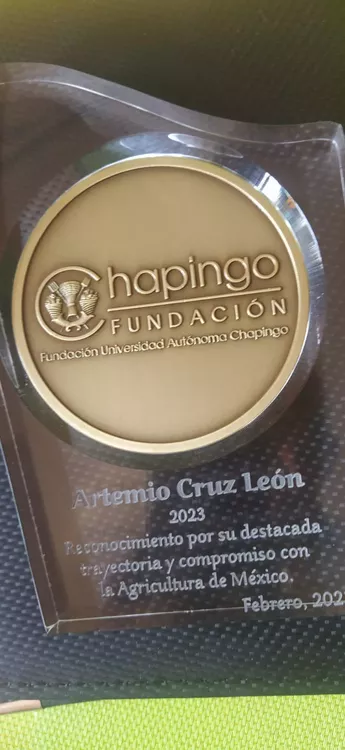 Chapingo
FUNDACIÓN
Fundación Universidad Autónoma Chapingo
Artemio Cruz León
2023
Reconocimiento por su destacada
trayectoria y compromiso con
la Agricultura de México.
Febrero, 202